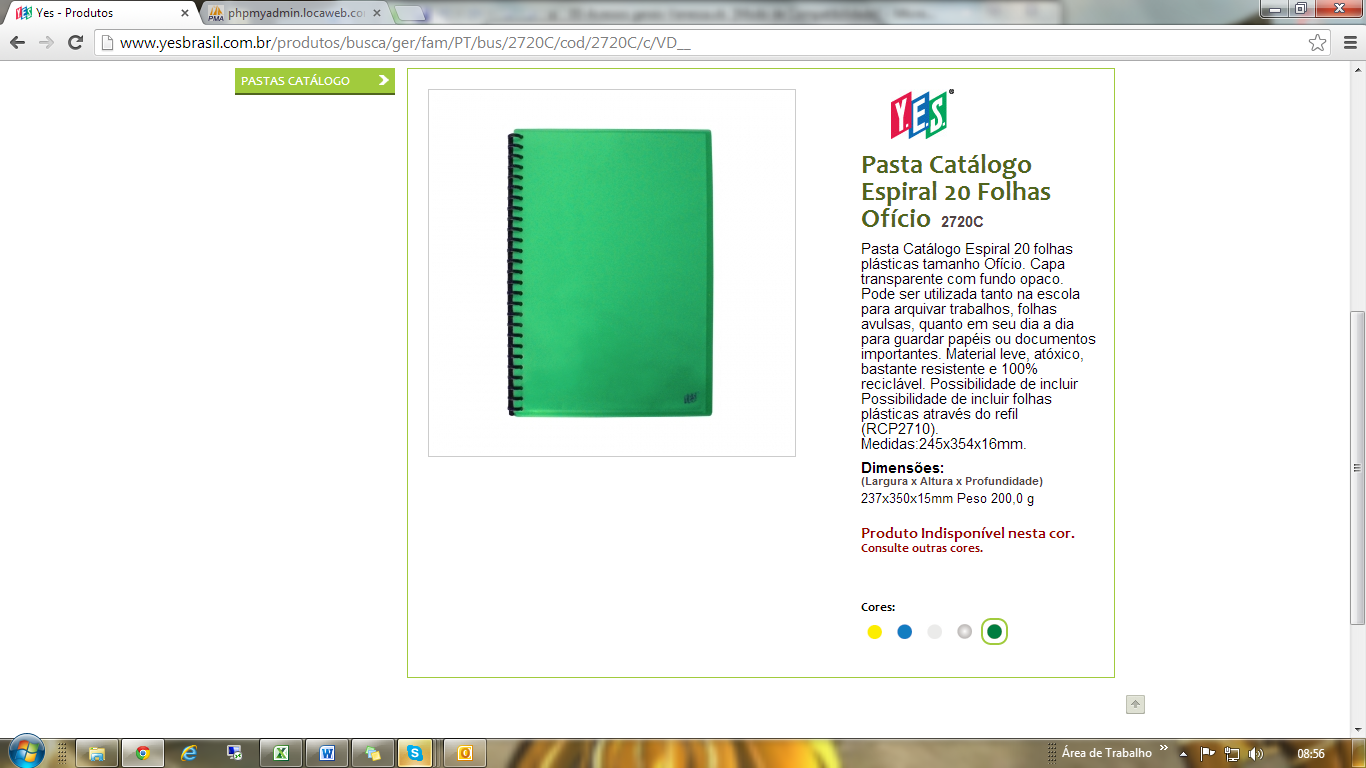 Yes - Produtos
phpmyadmin.locaweb.co
www.yesbrasil.com.br/produtos/busca/ger/fam/PT/bus/2720C/cod/2720C/c/VD__
PASTAS CATÁLOGO
Y.E.S.
Pasta Catálogo
Espiral 20 Folhas
Ofício 2720C
Pasta Catálogo Espiral 20 folhas
plásticas tamanho Ofício. Capa
transparente com fundo opaco.
Pode ser utilizada tanto na escola
para arquivar trabalhos, folhas
avulsas, quanto em seu dia a dia
para guardar papéis ou documentos
importantes. Material leve, atóxico,
bastante resistente e 100%
reciclável. Possibilidade de incluir
Possibilidade de incluir folhas
plásticas através do refil
(RCP2710).
Medidas:245x354x16mm.
Dimensões:
(Largura x Altura x Profundidade)
237x350x15mm Peso 200,0 g
Produto Indisponível nesta cor.
Consulte outras cores.
Cores:
Área de Trabalho
08:56